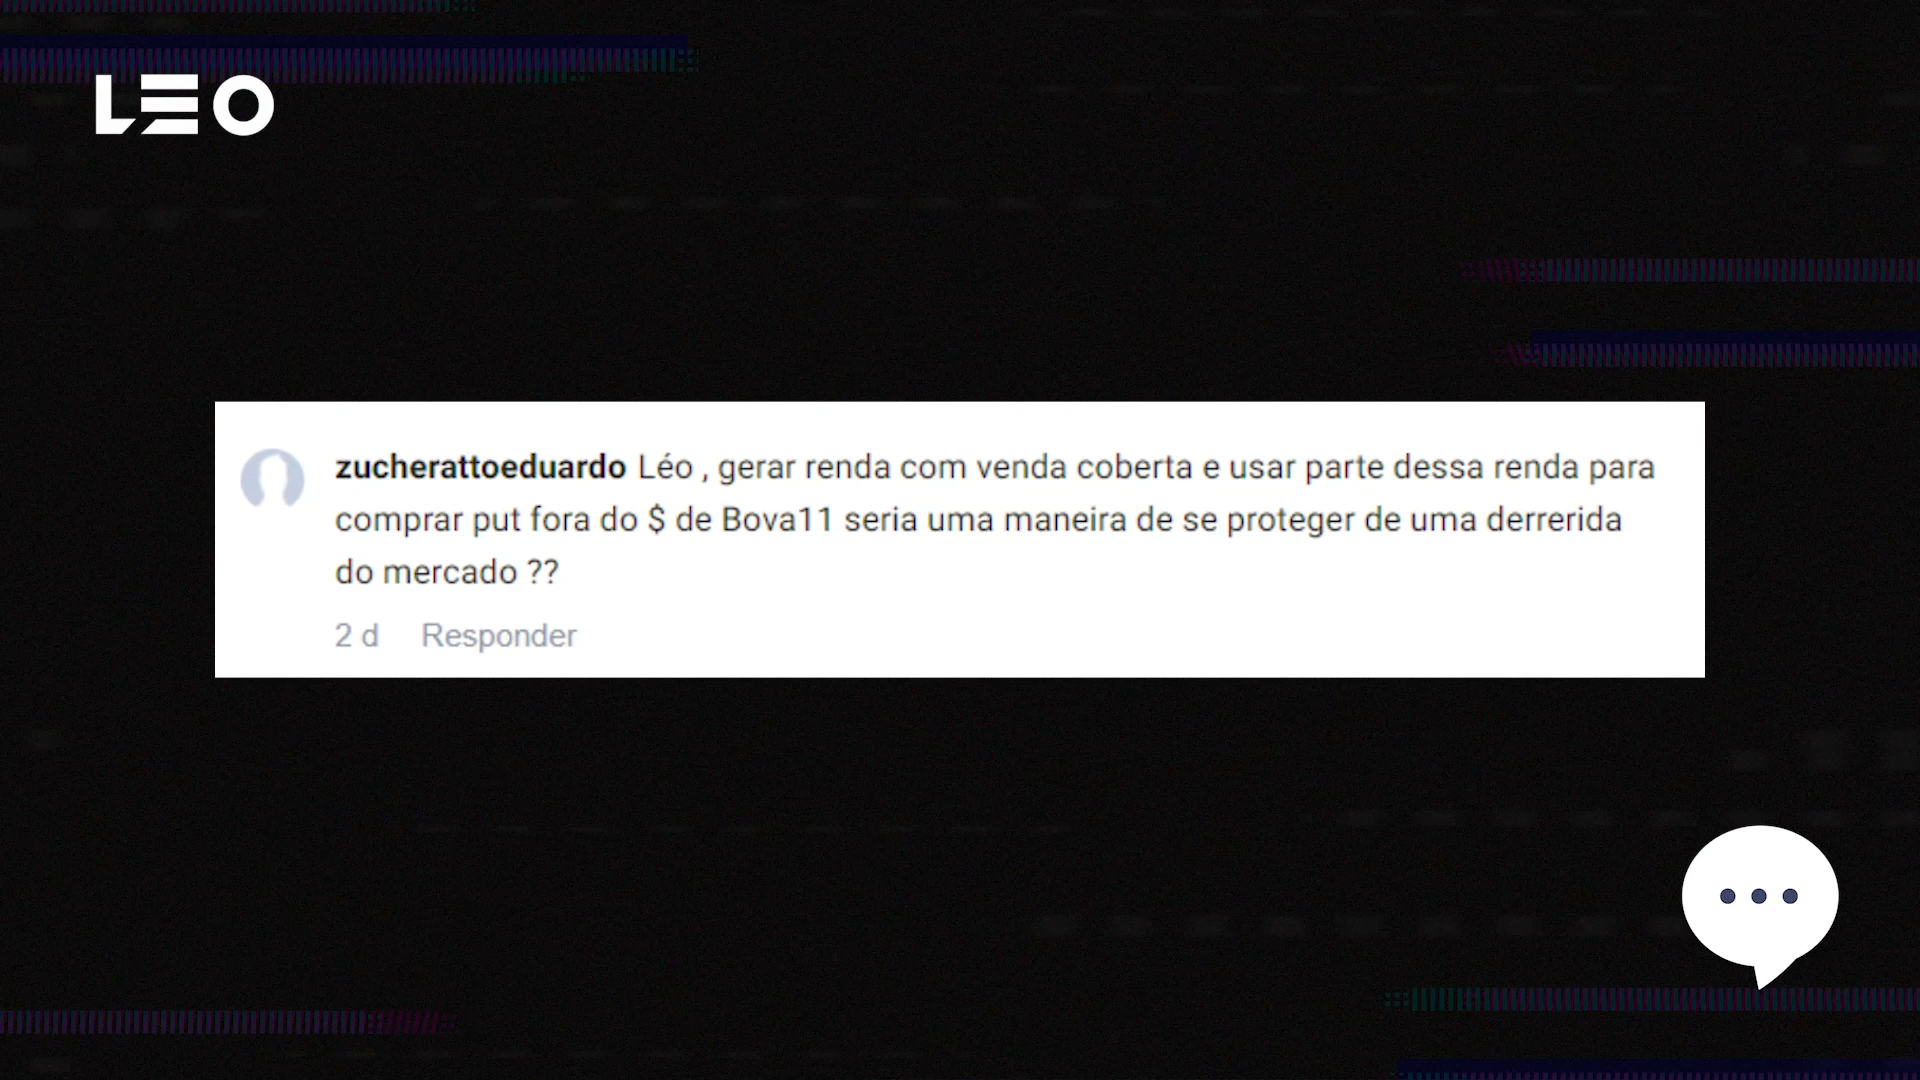 LEO
zucherattoeduardo Léo , gerar renda com venda coberta e usar parte dessa renda para
comprar put fora do $ de Bova11 seria uma maneira de se proteger de uma derrerida
do mercado ??
2 d Responder